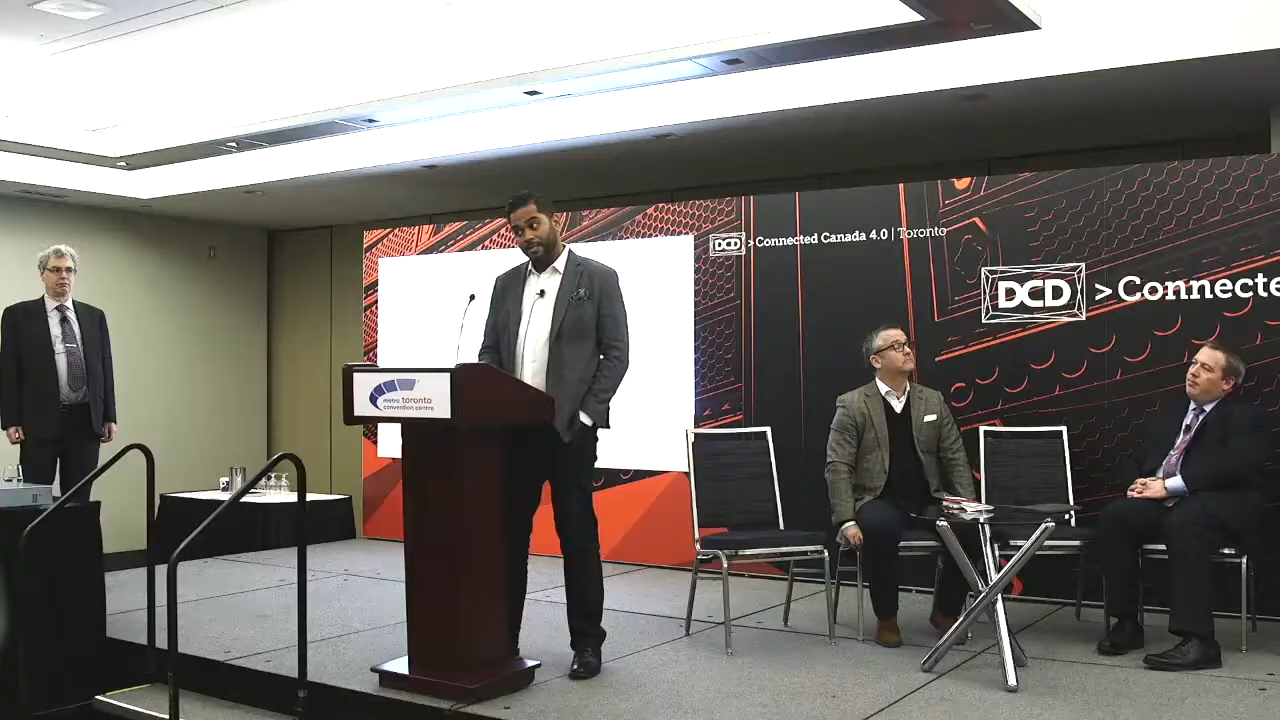 DCD >Connected Canada 4.0 | Toronto
DCD >Connecte
metro toronto
convention centre